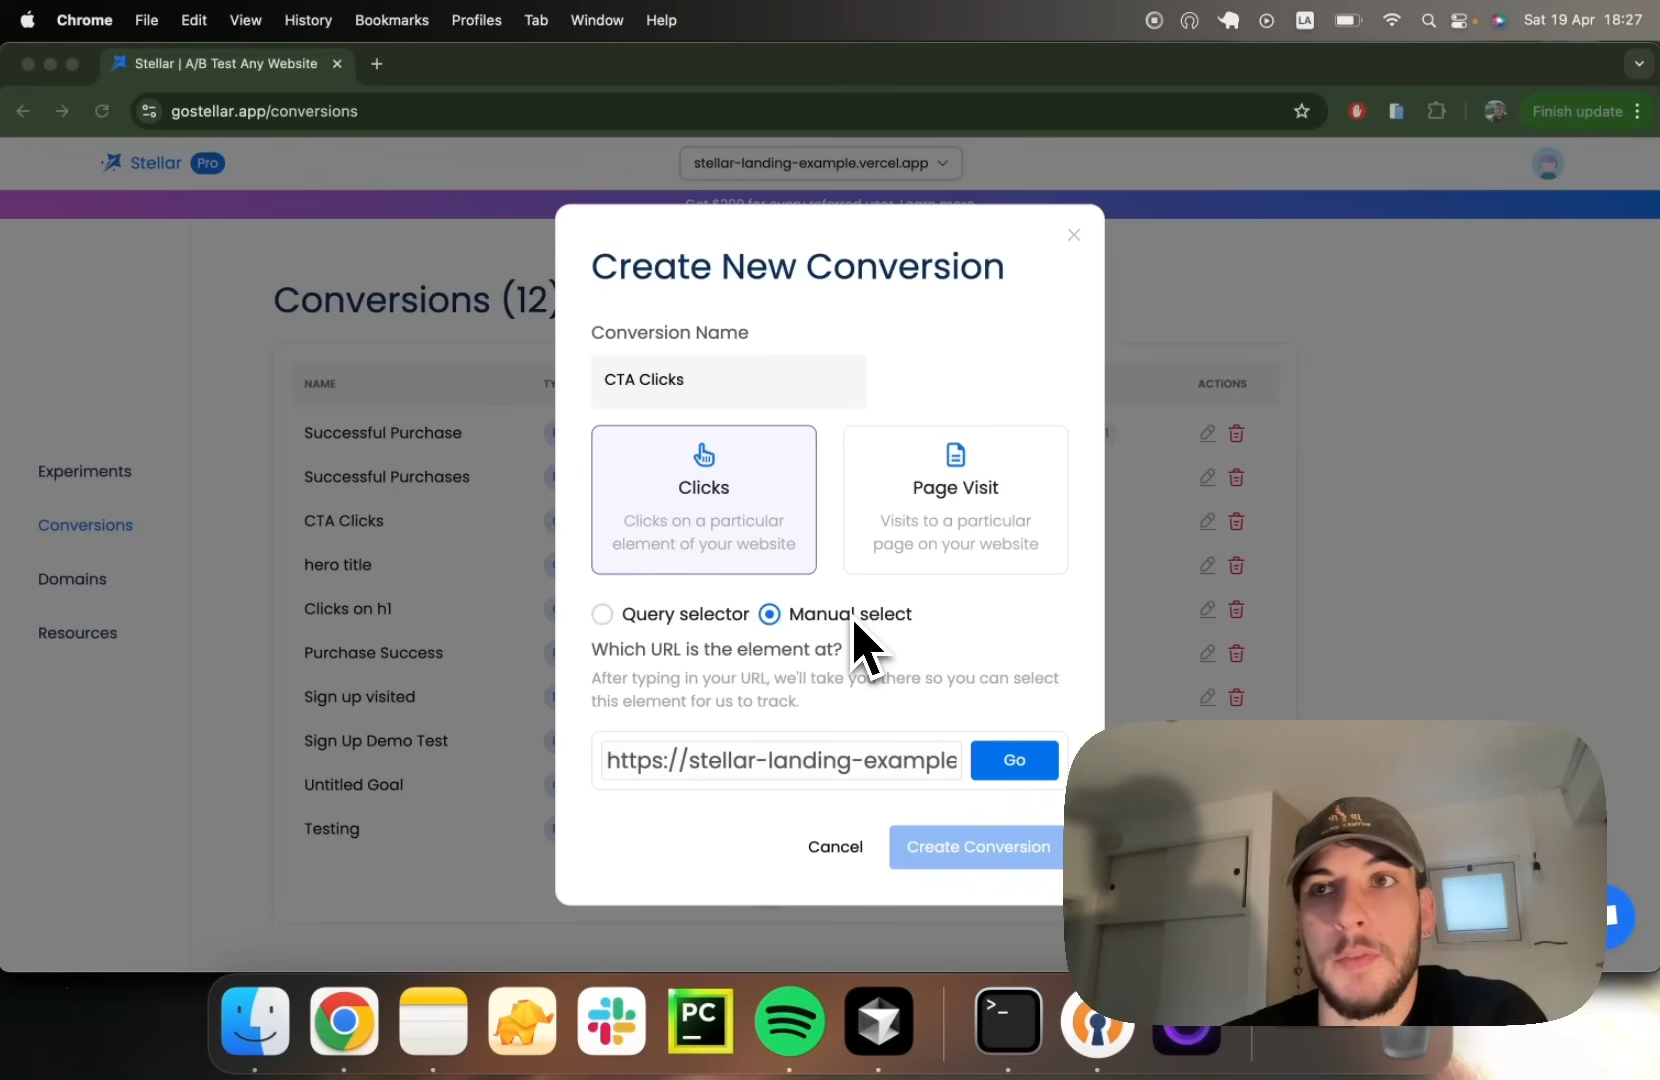 Chrome File Edit View History Bookmarks Profiles Tab Window Help LA Sat 19 Apr 18:27
Stellar | A/B Test Any Website
gostellar.app/conversions Finish update
Stellar Pro stellar-landing-example.vercel.app
Create New Conversion
Conversions (12)
Conversion Name
CTA Clicks
NAME ACTIONS
Successful Purchase
Successful Purchases
CTA Clicks
hero title
Clicks on h1
Purchase Success
Sign up visited
Sign Up Demo Test
Untitled Goal
Testing
Experiments
Conversions
Domains
Resources
Clicks
Clicks on a particular
element of your website
Page Visit
Visits to a particular
page on your website
Query selector Manual select
Which URL is the element at?
After typing in your URL, we'll take you there so you can select
this element for us to track.
https://stellar-landing-example Go
Cancel Create Conversion
PC